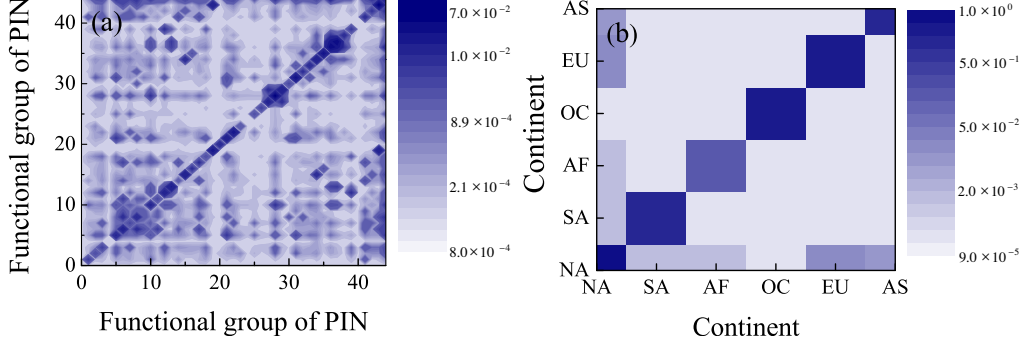 (a)
Functional group of PIN
40
30
20
10
0
0 10 20 30 40
Functional group of PIN
7.0×10⁻²
1.0×10⁻²
8.9×10⁻⁴
2.1×10⁻⁴
8.0×10⁻⁴
(b)
Continent
AS
EU
OC
AF
SA
NA
NA SA AF OC EU AS
Continent
1.0×10⁰
5.0×10⁻¹
5.0×10⁻²
2.0×10⁻³
9.0×10⁻⁵